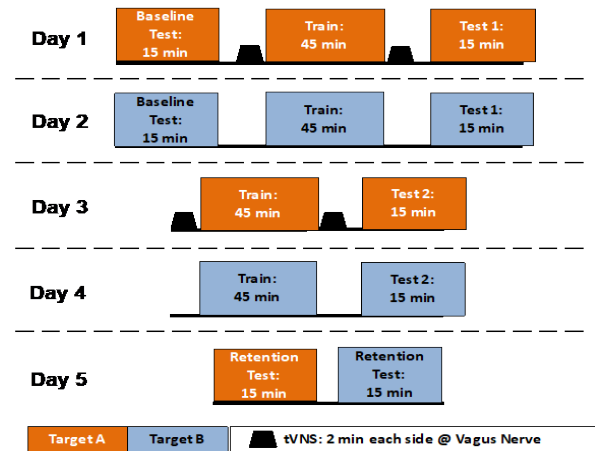 Day 1
Baseline
Test:
15 min
Train:
45 min
Test 1:
15 min
Day 2
Baseline
Test:
15 min
Train:
45 min
Test 1:
15 min
Day 3
Train:
45 min
Test 2:
15 min
Day 4
Train:
45 min
Test 2:
15 min
Day 5
Retention
Test:
15 min
Retention
Test:
15 min
Target A
Target B
tVNS: 2 min each side @ Vagus Nerve